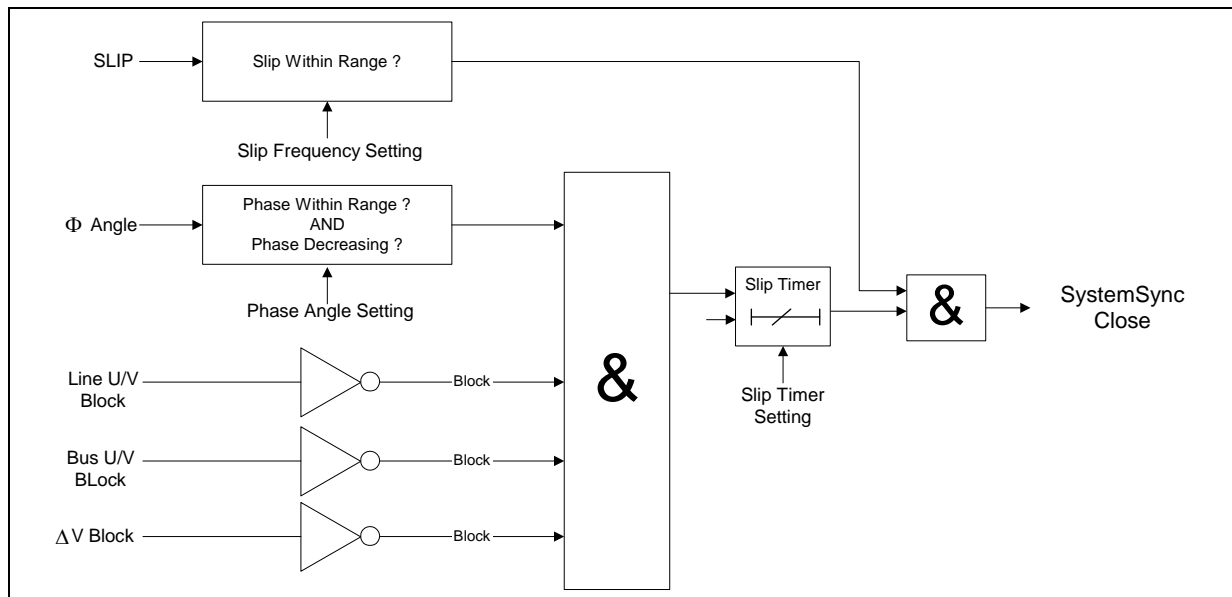 SLIP
Slip Within Range ?
Slip Frequency Setting
Φ Angle
Phase Within Range ?
AND
Phase Decreasing ?
Phase Angle Setting
Line U/V
Block
Block
Bus U/V
BLock
Block
ΔV Block
Block
&
Slip Timer
Slip Timer
Setting
&
SystemSync
Close